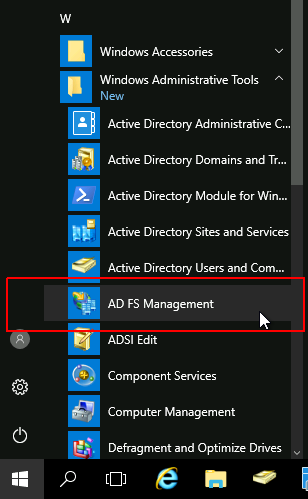 W
Windows Accessories
Windows Administrative Tools
New
Active Directory Administrative C...
Active Directory Domains and Tr...
Active Directory Module for Win...
Active Directory Sites and Services
Active Directory Users and Com...
AD FS Management
ADSI Edit
Component Services
Computer Management
Defragment and Optimize Drives